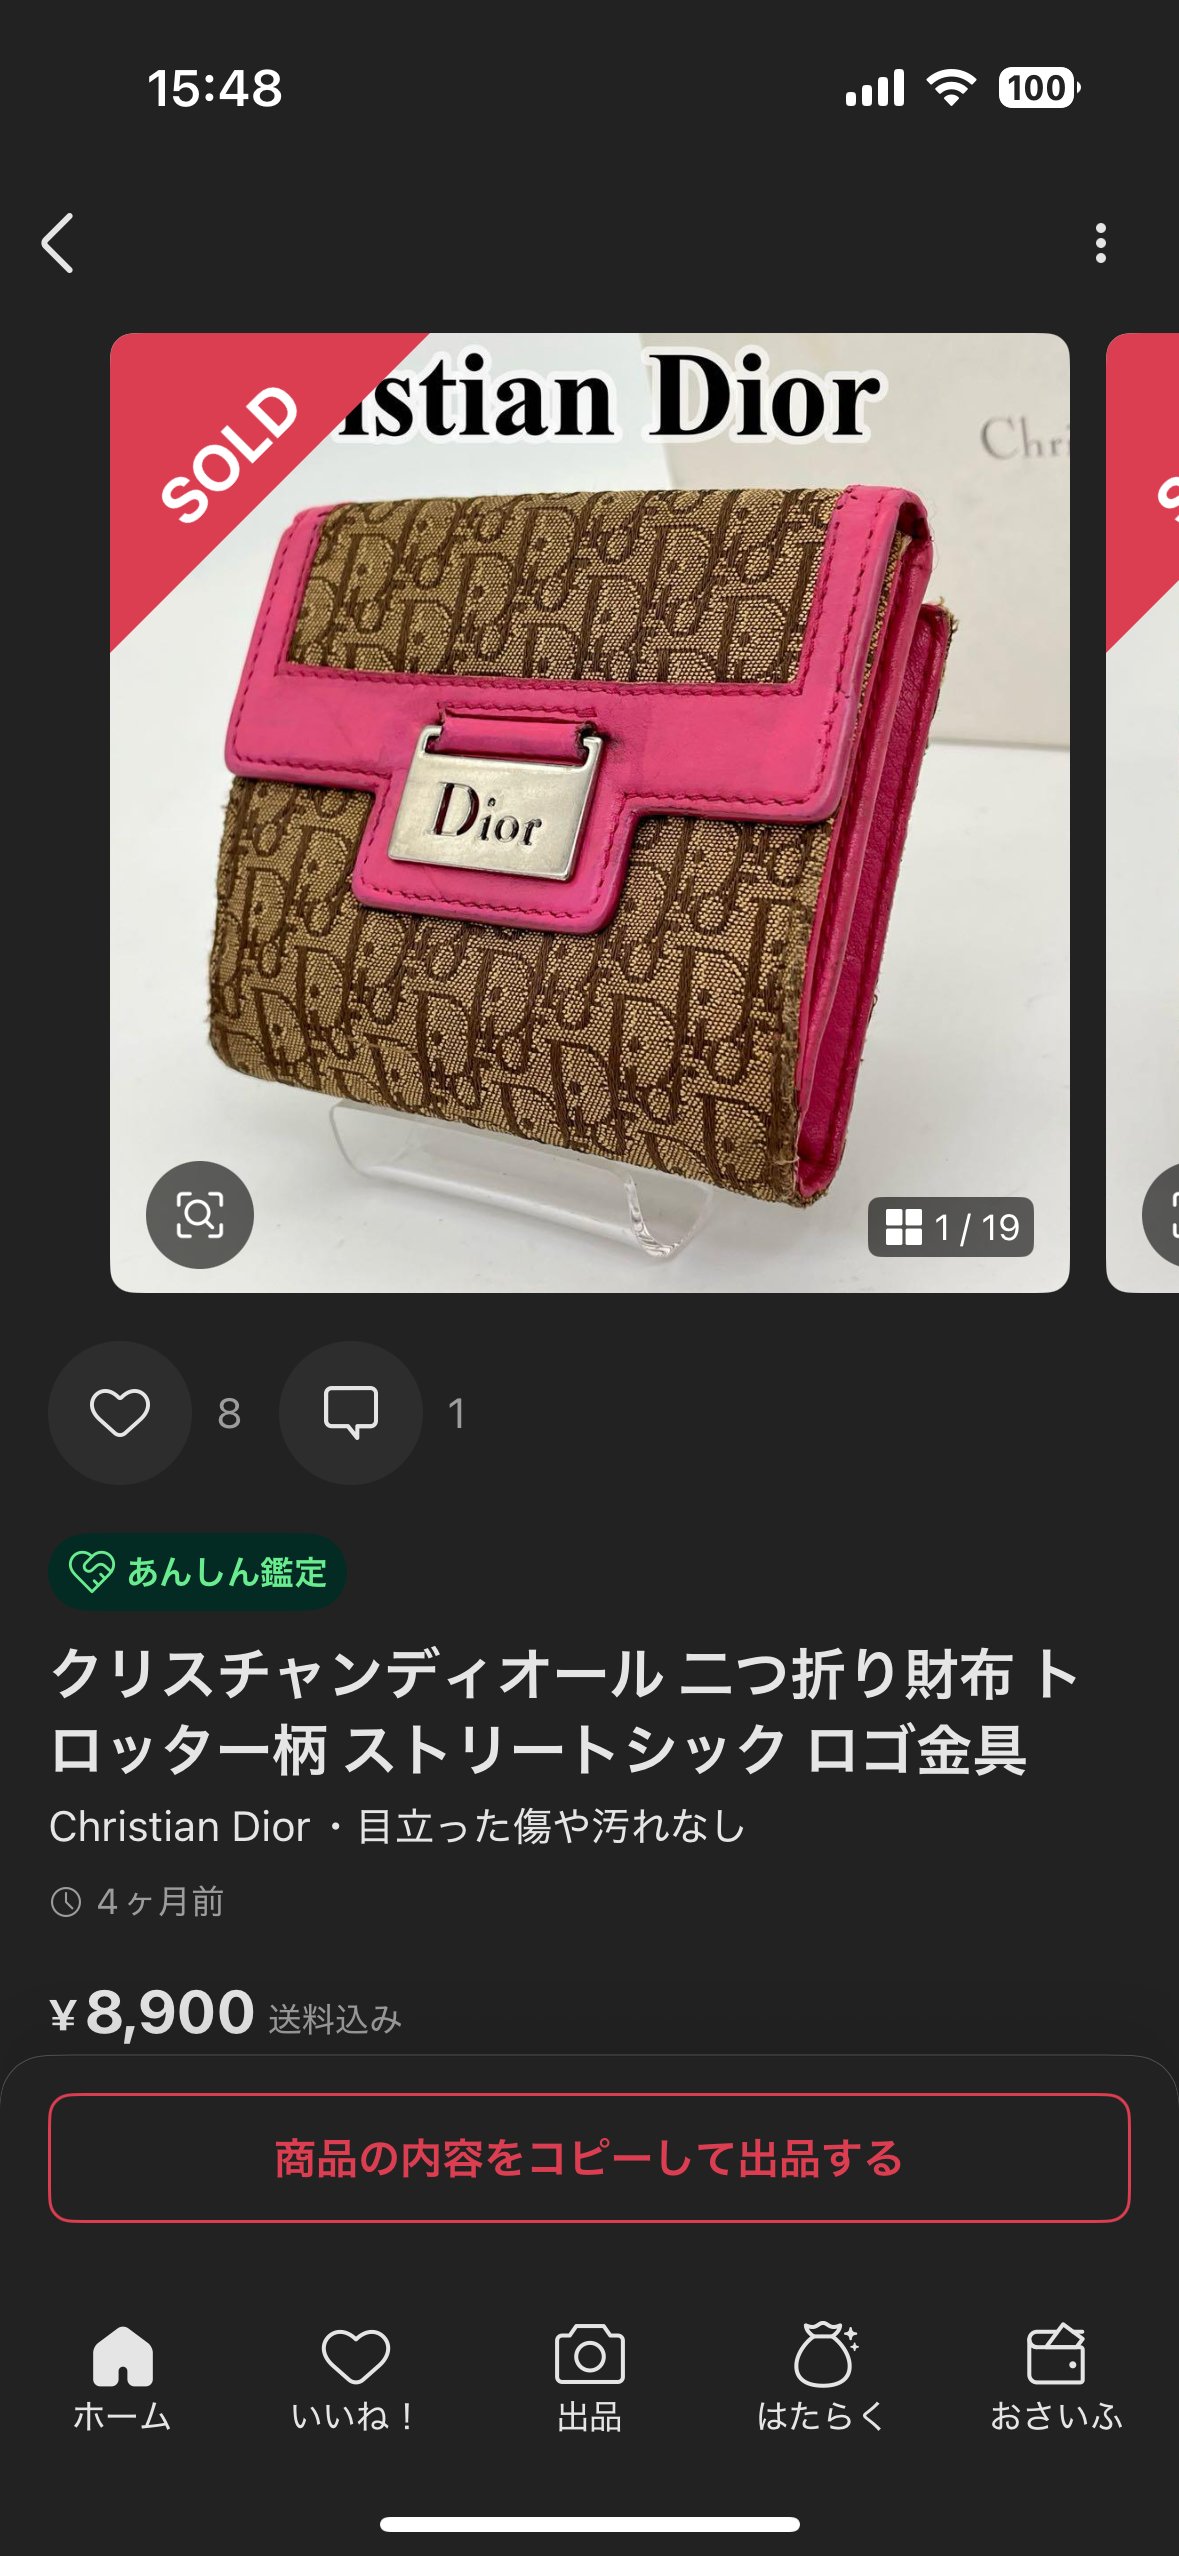 15:48
100
SOLD
istian Dior
Chri
Dior
1 / 19
8
1
あんしん鑑定
クリスチャンディオール 二つ折り財布 ト
ロッター柄 ストリートシック ロゴ金具
Christian Dior・目立った傷や汚れなし
4ヶ月前
¥8,900 送料込み
商品の内容をコピーして出品する
ホーム
いいね！
出品
はたらく
おさいふ